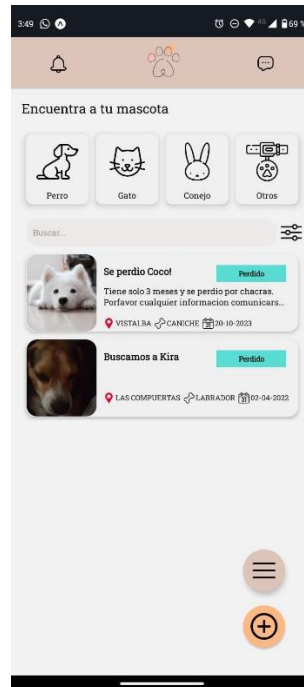 3:49
4G
69 %
Encuentra a tu mascota
Perro
Gato
Conejo
Otros
Buscar...
Se perdio Coco!
Perdido
Tiene solo 3 meses y se perdio por chacras.
Porfavor cualquier informacion comunicars...
VISTALBA CANICHE 20-10-2023
Buscamos a Kira
Perdido
LAS COMPUERTAS LABRADOR 02-04-2022